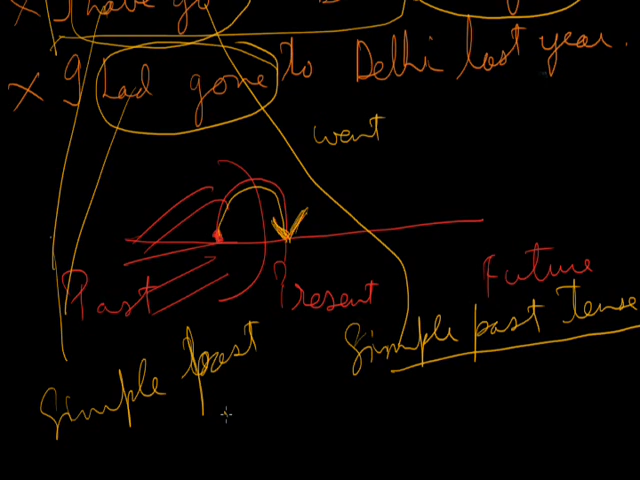 × I have go
× I had gone to Delhi last year.
went
Past Present Future
Simple past Simple past tense